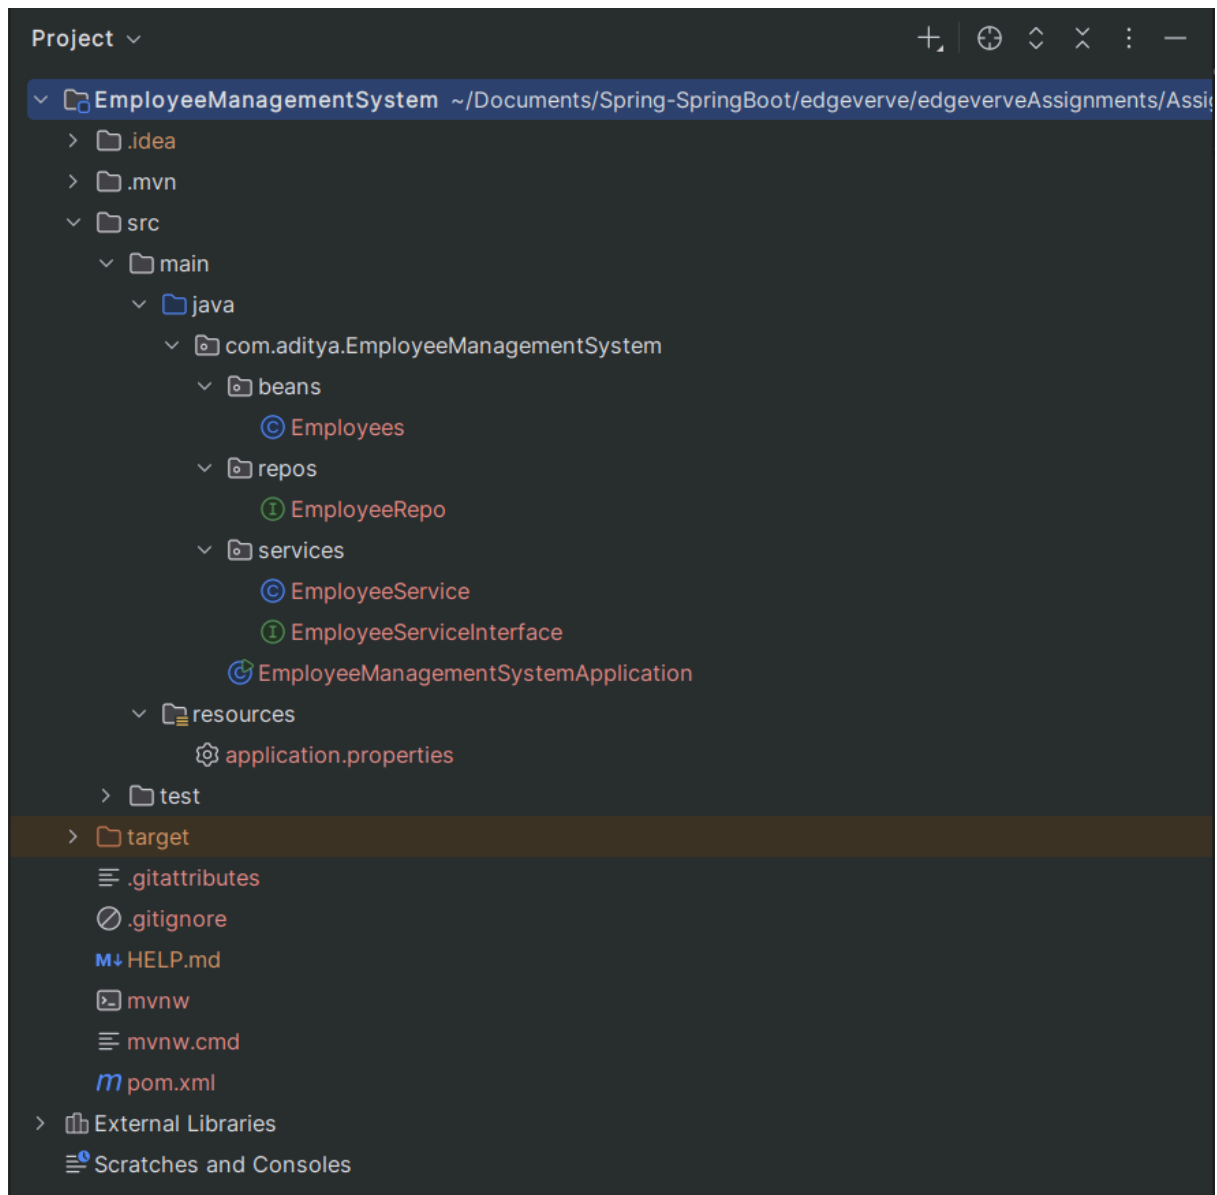 Project
EmployeeManagementSystem ~/Documents/Spring-SpringBoot/edgeverve/edgeverveAssignments/Assig
.idea
.mvn
src
main
java
com.aditya.EmployeeManagementSystem
beans
Employees
repos
EmployeeRepo
services
EmployeeService
EmployeeServiceInterface
EmployeeManagementSystemApplication
resources
application.properties
test
target
.gitattributes
.gitignore
HELP.md
mvnw
mvnw.cmd
pom.xml
External Libraries
Scratches and Consoles